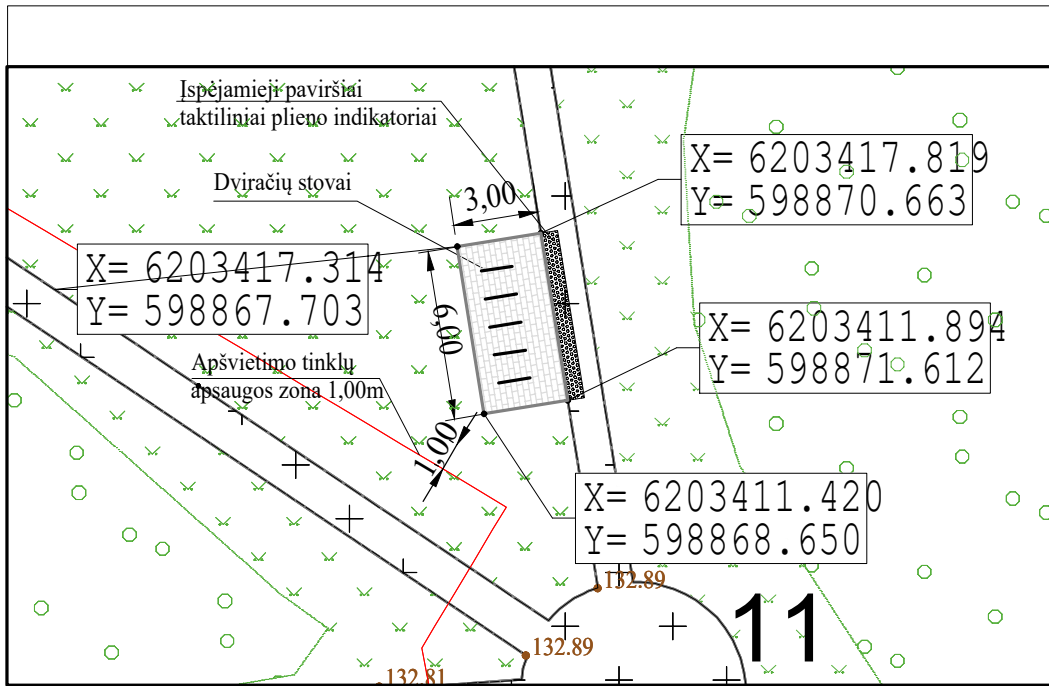 Įspėjamieji paviršiai
taktiliniai plieno indikatoriai
Dviračių stovai
3,00
X= 6203417.819
Y= 598870.663
X= 6203417.314
Y= 598867.703
6,00
X= 6203411.894
Y= 598871.612
Apšvietimo tinklų
apsaugos zona 1,00m
1,00
X= 6203411.420
Y= 598868.650
132.89
11
132.89
132.81